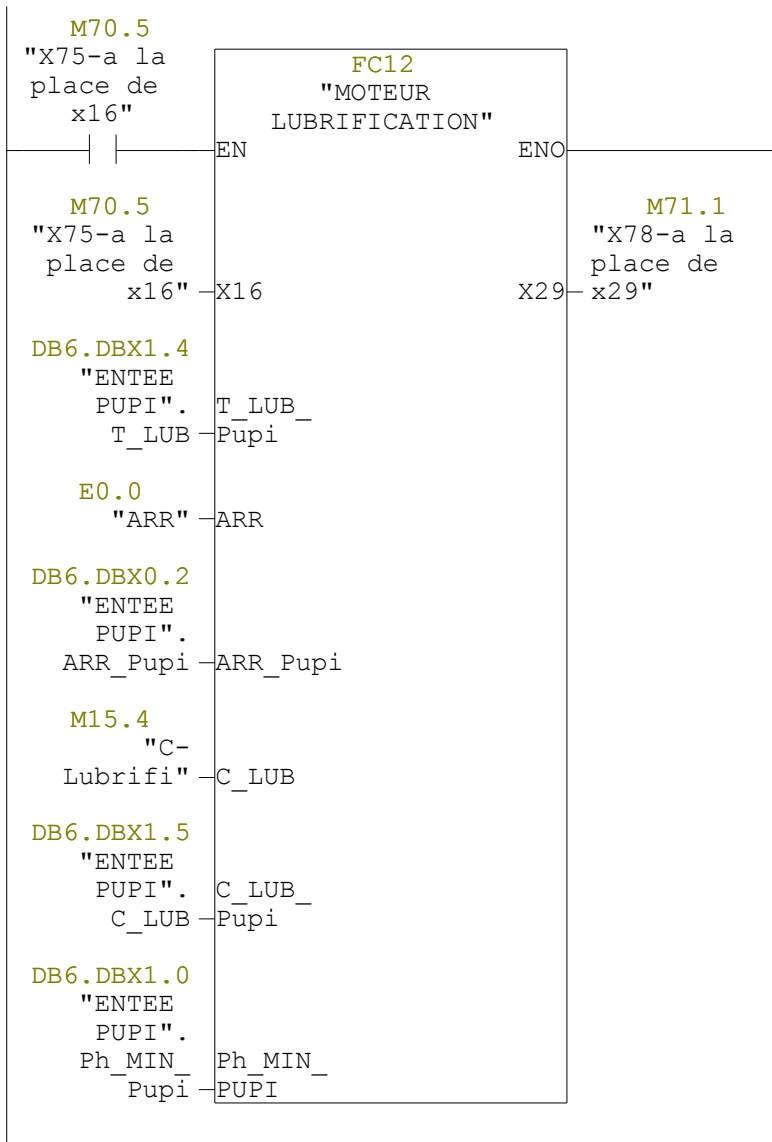 M70.5
"X75-a la
place de
x16"
FC12
"MOTEUR
LUBRIFICATION"
EN
ENO
M70.5
"X75-a la
place de
x16"
X16
M71.1
"X78-a la
place de
x29"
X29
DB6.DBX1.4
"ENTEE
PUPI".
T_LUB
T_LUB_
Pupi
E0.0
"ARR"
ARR
DB6.DBX0.2
"ENTEE
PUPI".
ARR_Pupi
ARR_Pupi
M15.4
"C-
Lubrifi"
C_LUB
DB6.DBX1.5
"ENTEE
PUPI".
C_LUB
C_LUB_
Pupi
DB6.DBX1.0
"ENTEE
PUPI".
Ph_MIN_
Pupi
Ph_MIN_
PUPI